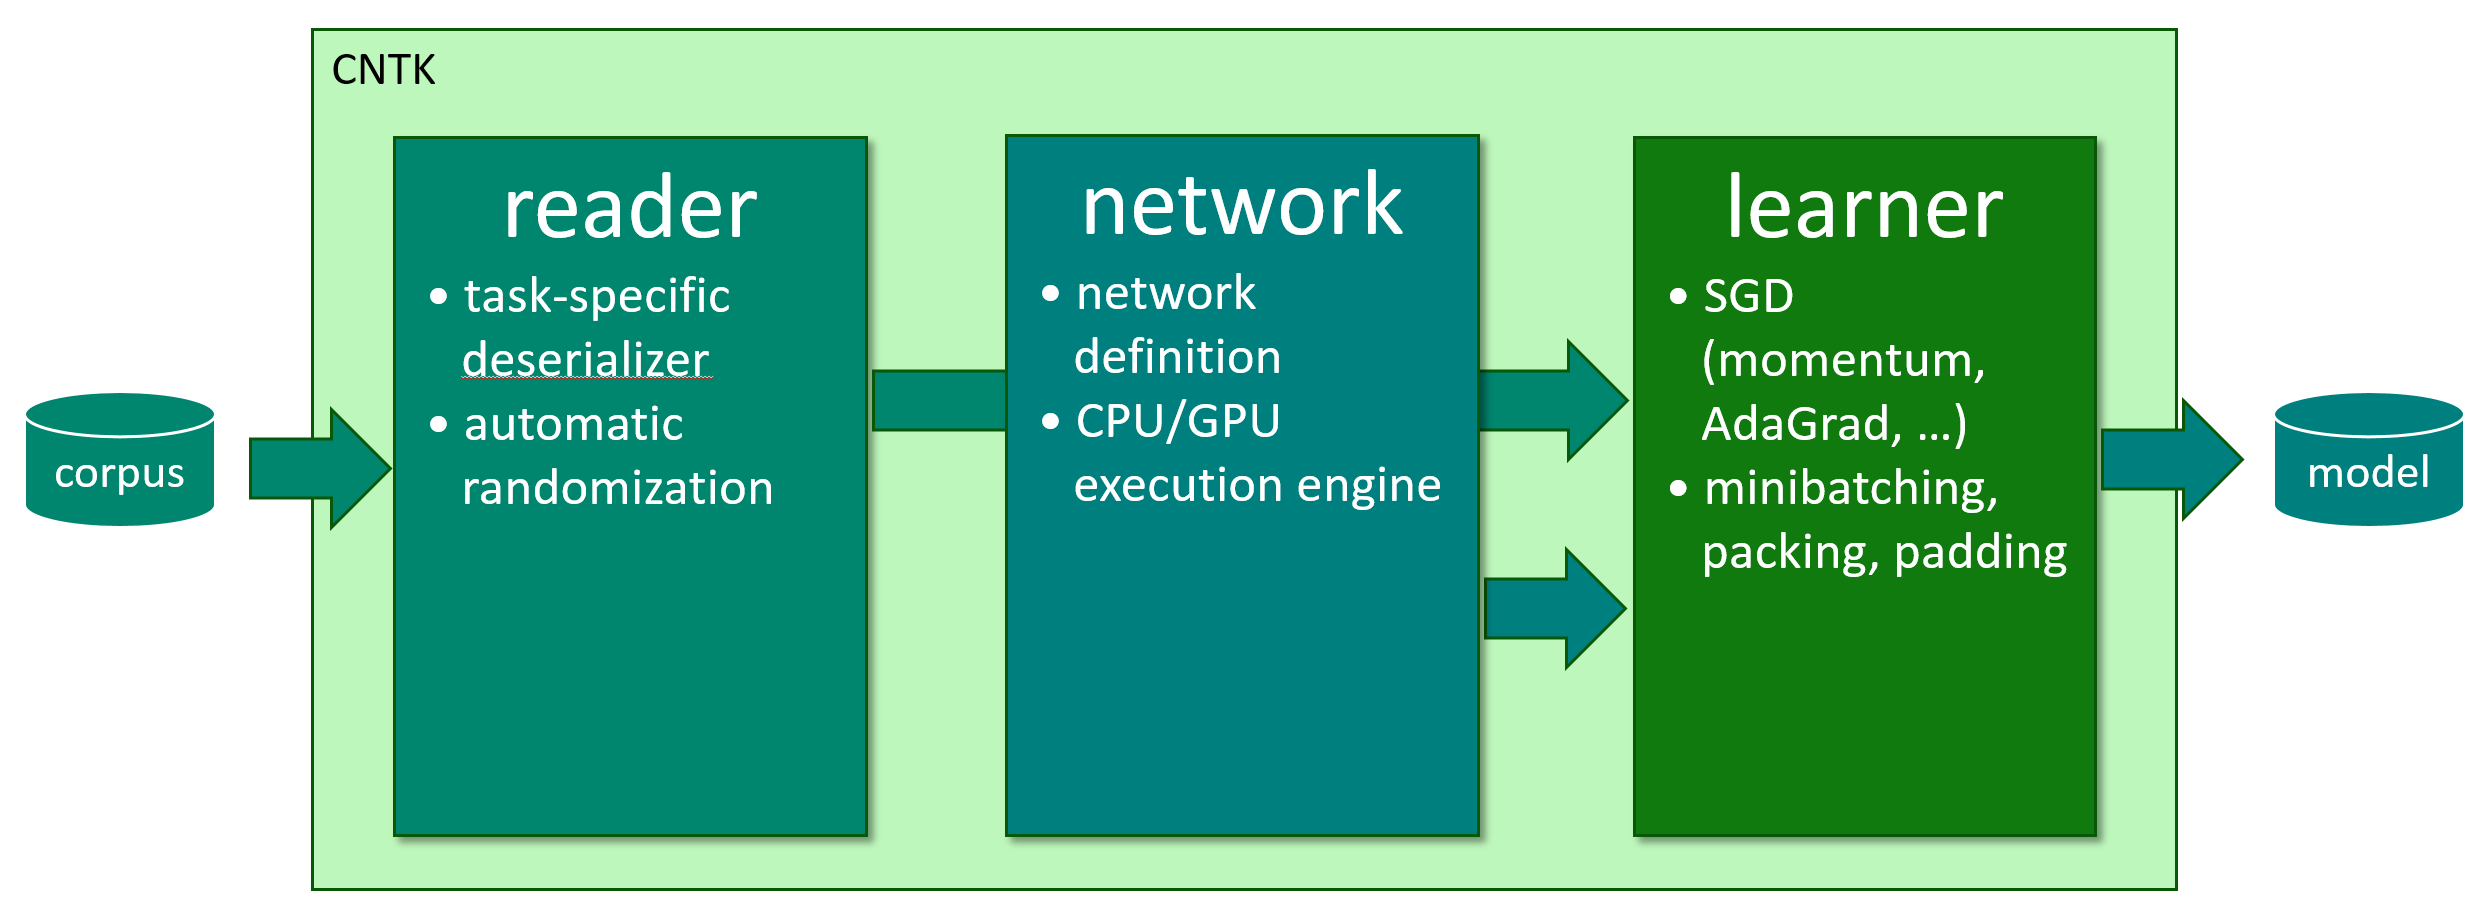 CNTK
corpus
reader
• task-specific
deserializer
• automatic
randomization
network
• network
definition
• CPU/GPU
execution engine
learner
• SGD
(momentum,
AdaGrad, ...)
• minibatching,
packing, padding
model